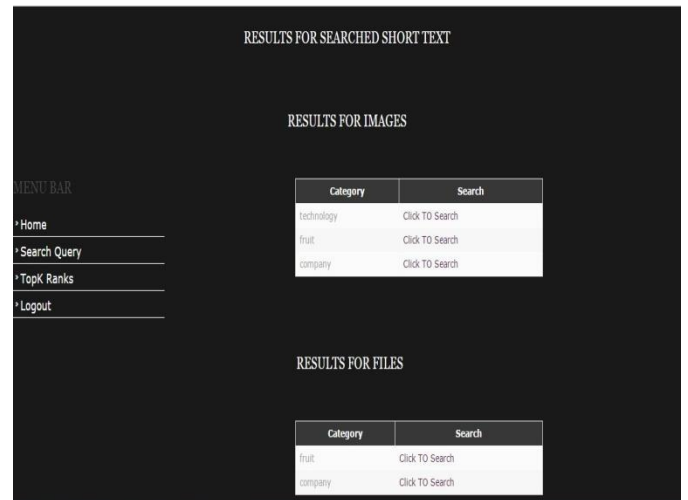 RESULTS FOR SEARCHED SHORT TEXT
RESULTS FOR IMAGES
MENU BAR
Home
Search Query
TopK Ranks
Logout
Category Search
technology Click TO Search
fruit Click TO Search
company Click TO Search
RESULTS FOR FILES
Category Search
fruit Click TO Search
company Click TO Search